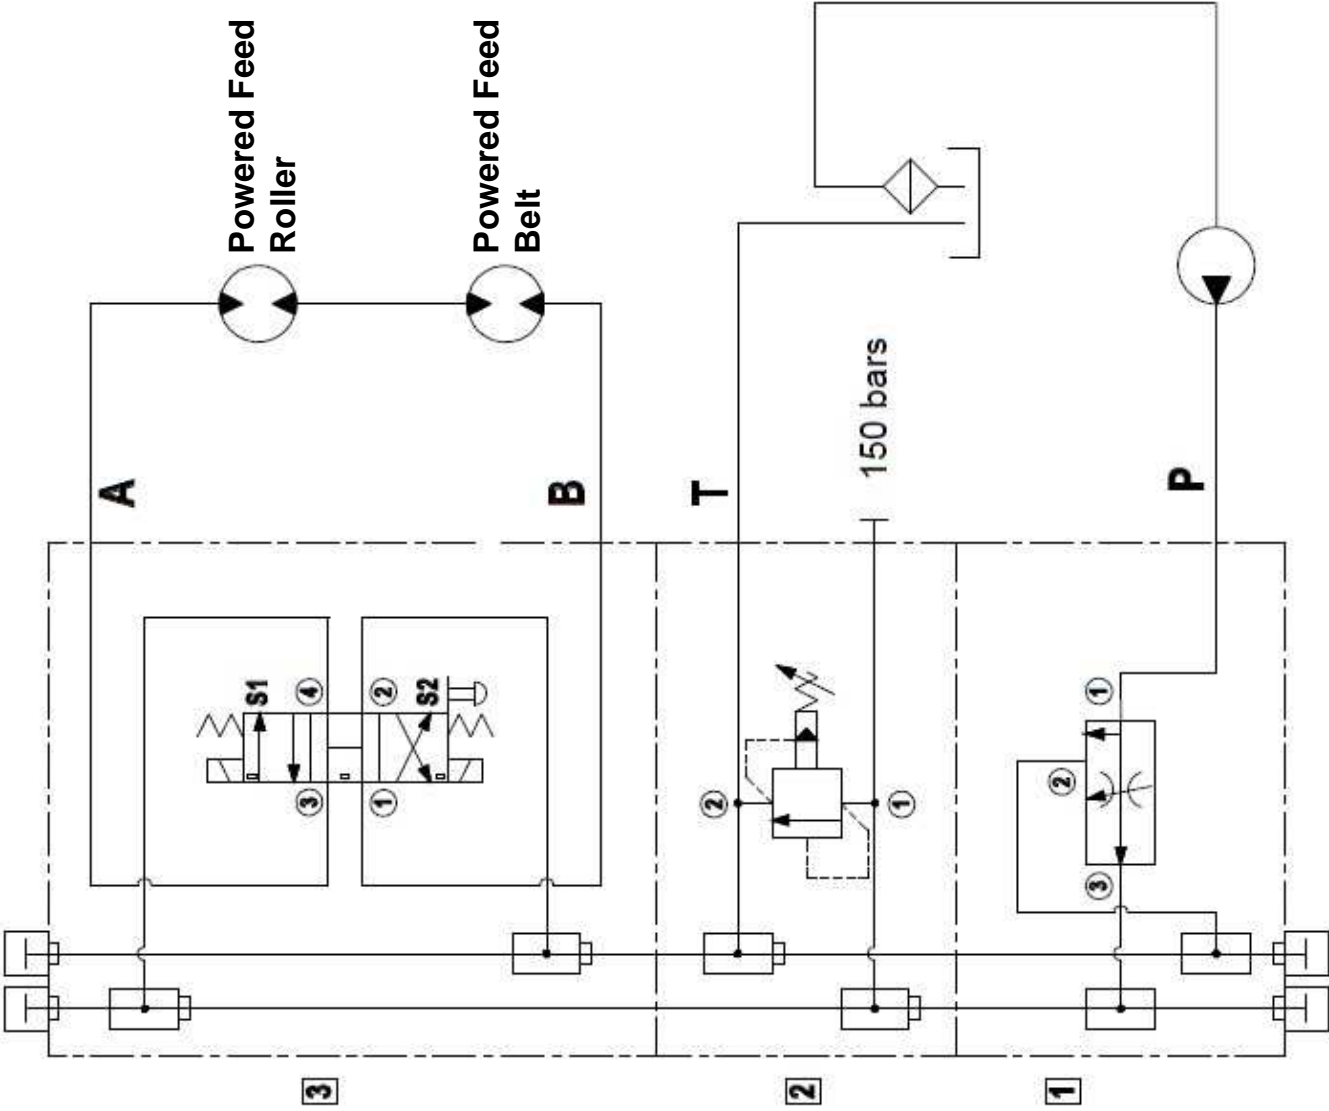 Powered Feed
Roller
Powered Feed
Belt
A
B
T
150 bars
P
S1
④
②
S2
③
①
②
①
①
②
③
3
2
1